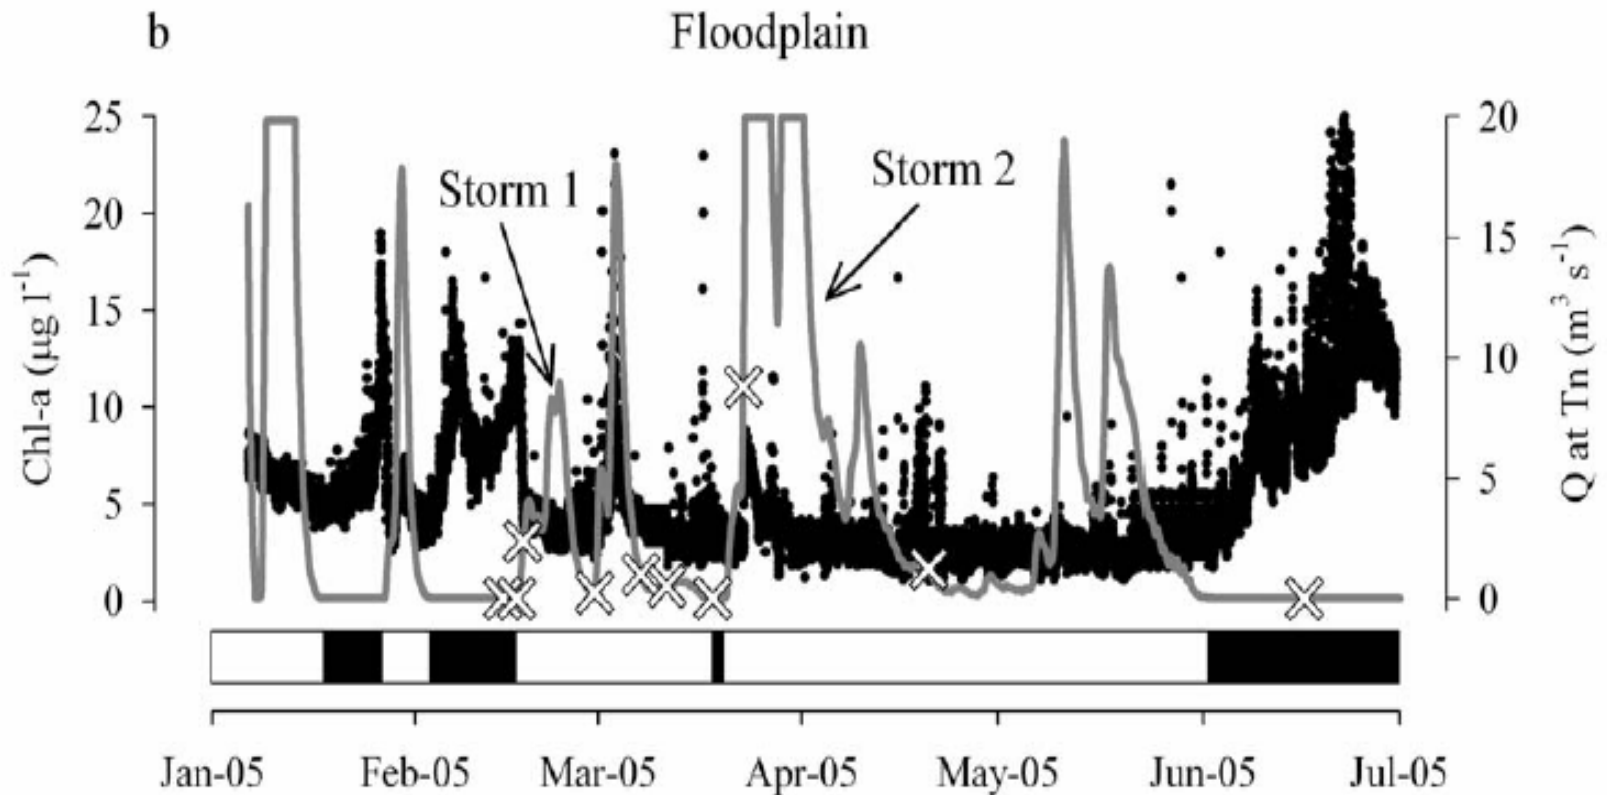 b
Floodplain
25
20
15
10
5
0
Chl-a (µg l⁻¹)
Storm 1
Storm 2
20
15
10
5
0
Q at Tn (m³ s⁻¹)
Jan-05 Feb-05 Mar-05 Apr-05 May-05 Jun-05 Jul-05